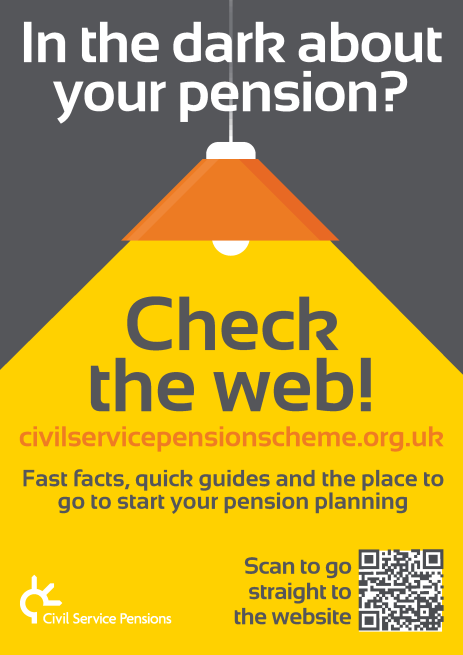 In the dark about
your pension?
Check
the web!
civilservicepensionscheme.org.uk
Fast facts, quick guides and the place to
go to start your pension planning
Scan to go
straight to
the website
Civil Service Pensions